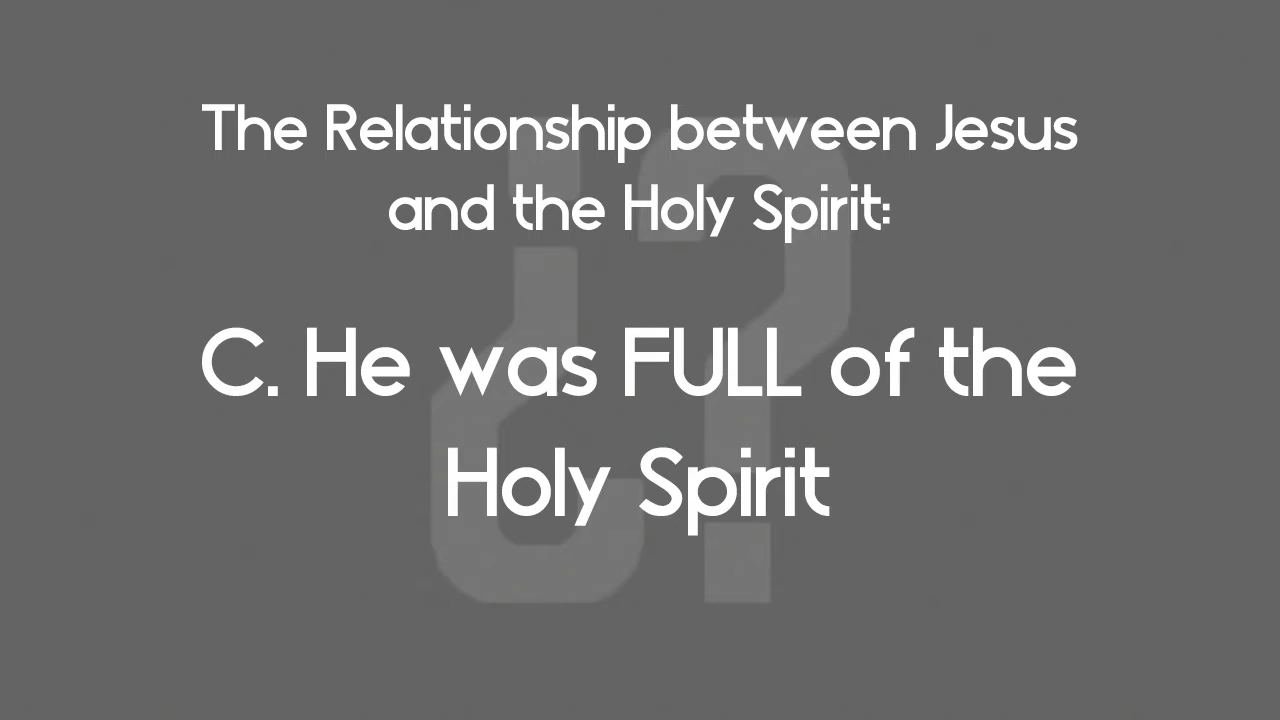 The Relationship between Jesus
and the Holy Spirit:
C. He was FULL of the
Holy Spirit